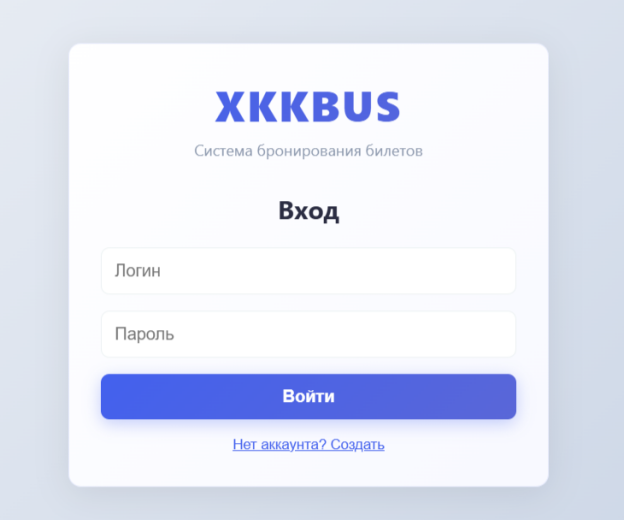 XKKBUS
Система бронирования билетов
Вход
Логин
Пароль
Войти
Нет аккаунта? Создать